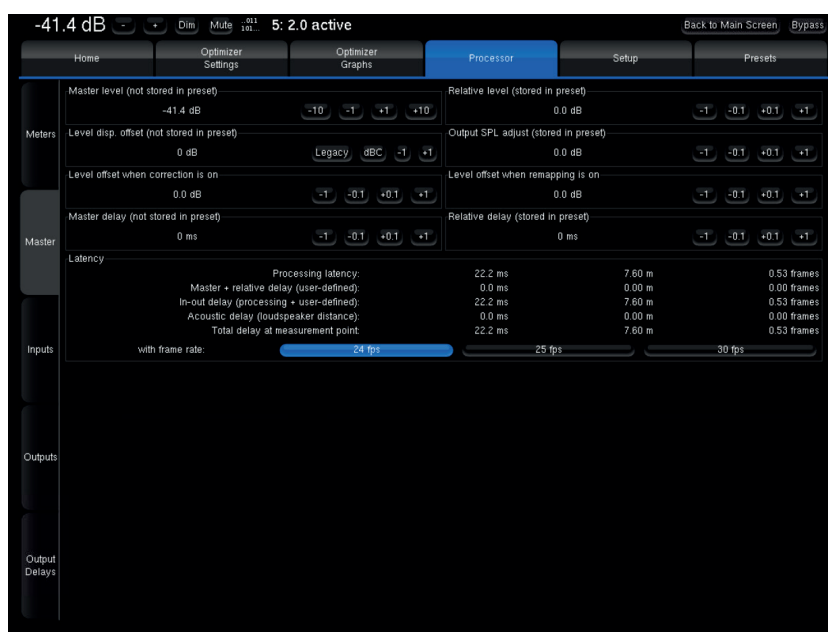 -41.4 dB - + Dim Mute ...011 101... 5: 2.0 active Back to Main Screen Bypass
Home Optimizer Settings Optimizer Graphs Processor Setup Presets
Meters
Master
Inputs
Outputs
Output Delays
Master level (not stored in preset) Relative level (stored in preset)
-41.4 dB -10 -1 +1 +10 0.0 dB -1 -0.1 +0.1 +1
Level disp. offset (not stored in preset) Output SPL adjust (stored in preset)
0 dB Legacy dBC -1 +1 0.0 dB -1 -0.1 +0.1 +1
Level offset when correction is on Level offset when remapping is on
0.0 dB -1 -0.1 +0.1 +1 0.0 dB -1 -0.1 +0.1 +1
Master delay (not stored in preset) Relative delay (stored in preset)
0 ms -1 -0.1 +0.1 +1 0 ms -1 -0.1 +0.1 +1
Latency
Processing latency: 22.2 ms 7.60 m 0.53 frames
Master + relative delay (user-defined): 0.0 ms 0.00 m 0.00 frames
In-out delay (processing + user-defined): 22.2 ms 7.60 m 0.53 frames
Acoustic delay (loudspeaker distance): 0.0 ms 0.00 m 0.00 frames
Total delay at measurement point: 22.2 ms 7.60 m 0.53 frames
with frame rate: 24 fps 25 fps 30 fps